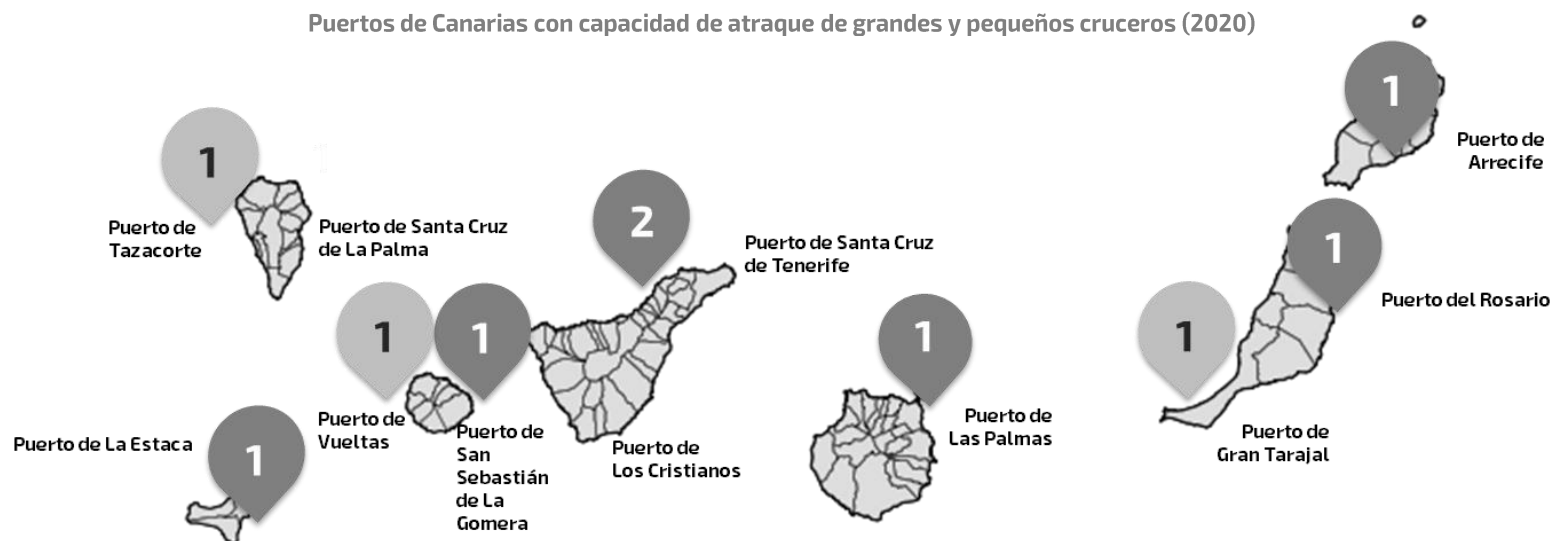 Puertos de Canarias con capacidad de atraque de grandes y pequeños cruceros (2020)
1
Puerto de
Arrecife
1
Puerto de
Tazacorte
Puerto de Santa Cruz
de La Palma
2
Puerto de Santa Cruz
de Tenerife
1
Puerto del Rosario
1
1
1
1
Puerto de La Estaca
1
Puerto de
Vueltas
Puerto de
San
Sebastián
de La
Gomera
Puerto de
Los Cristianos
Puerto de
Las Palmas
Puerto de
Gran Tarajal